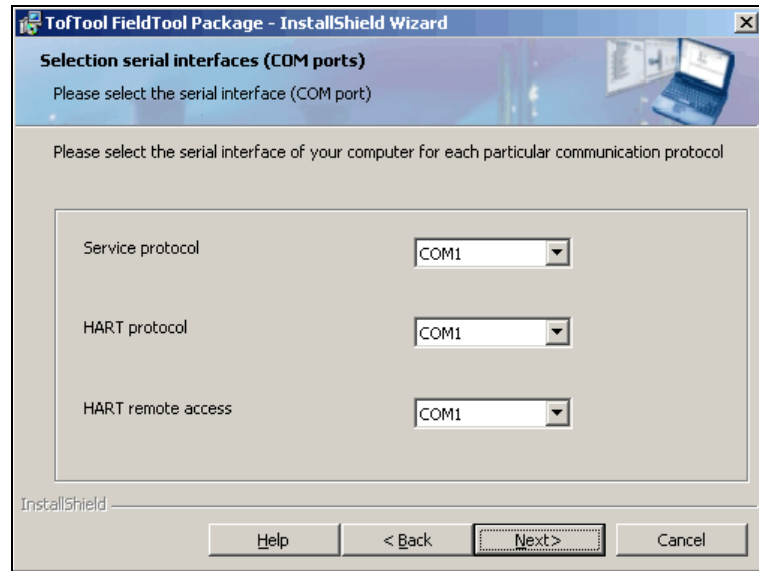 TofTool FieldTool Package - InstallShield Wizard
Selection serial interfaces (COM ports)
Please select the serial interface (COM port)
Please select the serial interface of your computer for each particular communication protocol
Service protocol COM1
HART protocol COM1
HART remote access COM1
InstallShield
Help < Back Next> Cancel